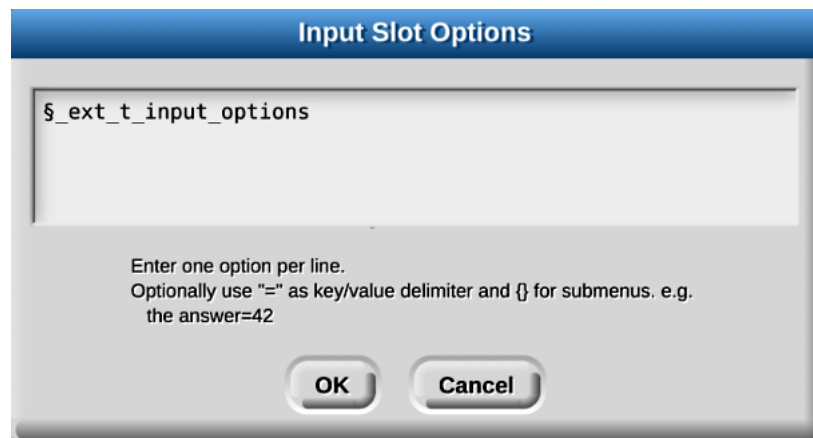 Input Slot Options
§_ext_t_input_options
Enter one option per line.
Optionally use "=" as key/value delimiter and {} for submenus. e.g.
the answer=42
OK Cancel